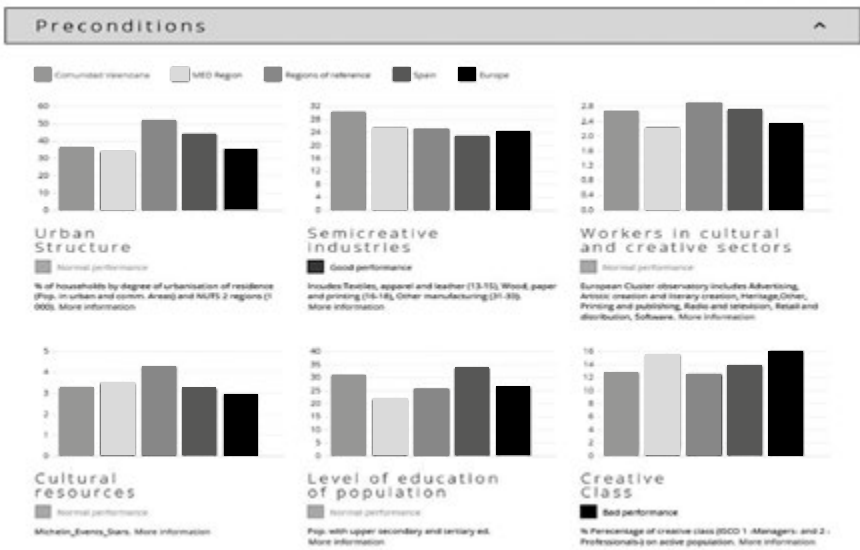 Preconditions
Comunidad Valenciana MED Region Regions of reference Spain Europe
60
50
40
30
20
10
0
32
28
24
20
16
12
8
4
0
2.8
2.4
2.0
1.6
1.2
0.8
0.4
0.0
Urban
Structure
Normal performance
% of households by degree of urbanisation of residence
(Pop. in urban and comm. Areas) and NUTS 2 regions (1
000). More information
Semicreative
industries
Good performance
Incudes:Textiles, apparel and leather (13-15), Wood, paper
and printing (16-18), Other manufacturing (31-33).
More information
Workers in cultural
and creative sectors
Normal performance
European Cluster observatory includes Advertising,
Artistic creation and literary creation, Heritage,Other,
Printing and publishing, Radio and television, Retail and
distribution, Software. More information
5
4
3
2
1
0
40
35
30
25
20
15
10
5
0
16
14
12
10
8
6
4
2
0
Cultural
resources
Normal performance
Michelin_Events_Stars. More information
Level of education
of population
Normal performance
Pop. with upper secondary and tertiary ed.
More information
Creative
Class
Bad performance
% Perecentage of creative class (ISCO 1 -Managers- and 2 -
Professionals-) on active population. More information